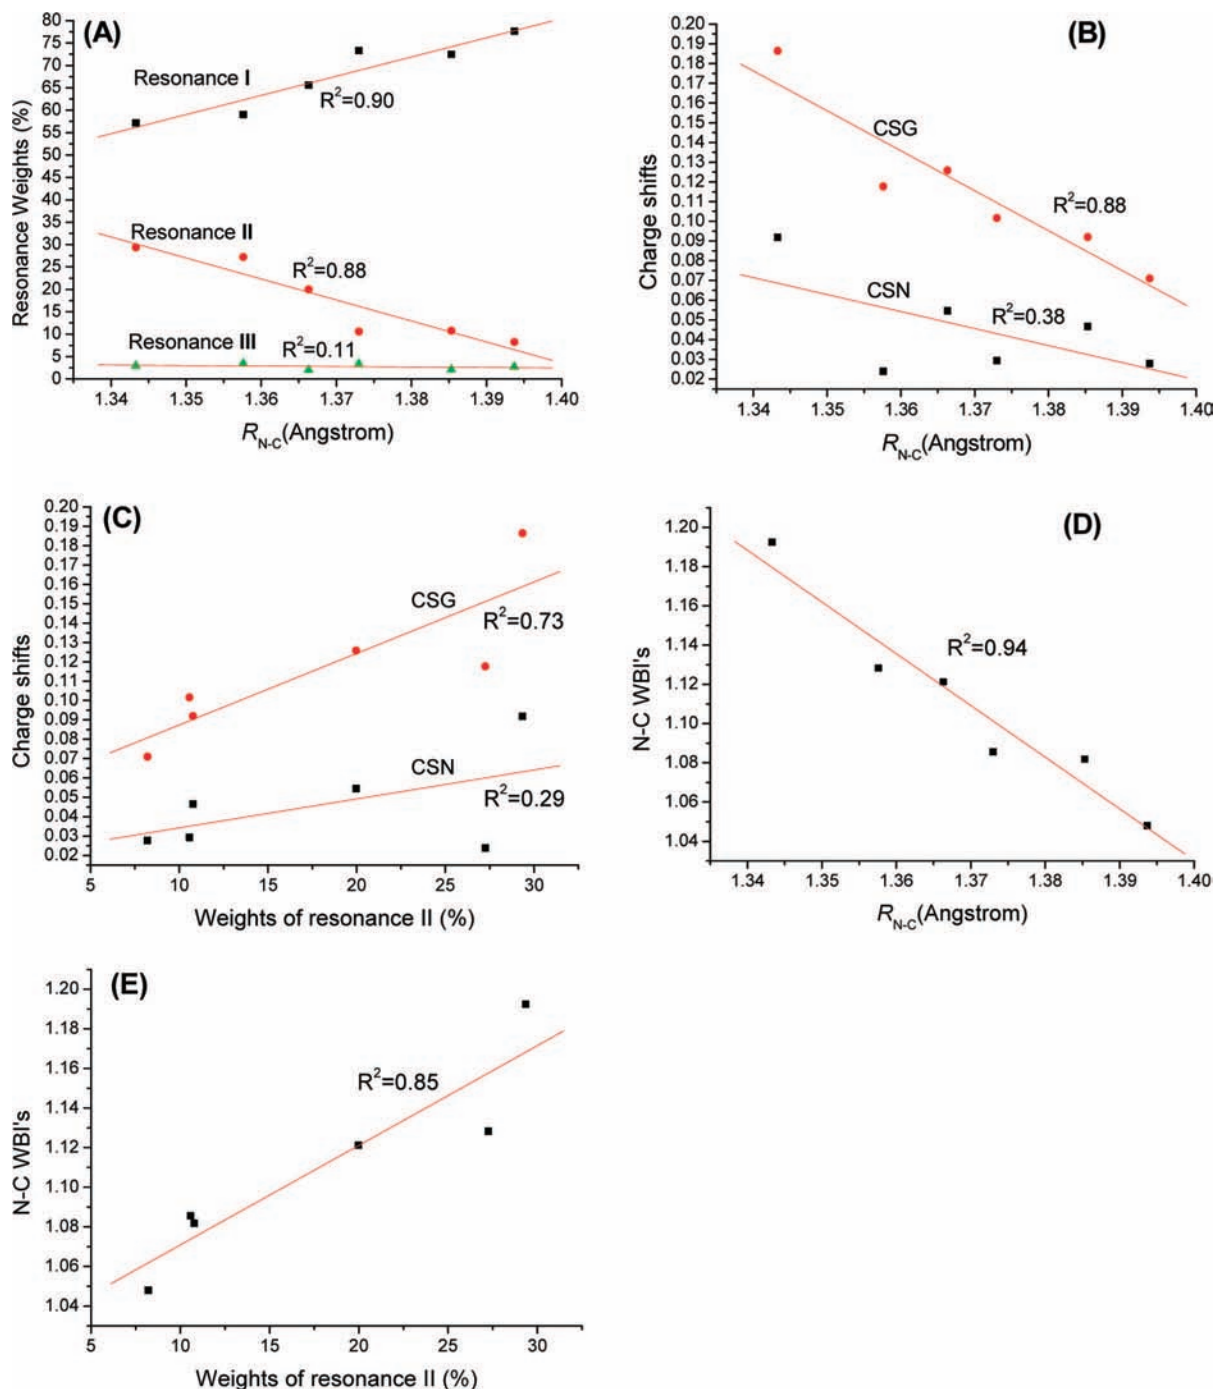 (A)
80
75
70
65
60
55
50
45
40
35
30
25
20
15
10
5
0
Resonance Weights (%)
Resonance I
R²=0.90
Resonance II
R²=0.88
Resonance III
R²=0.11
1.34 1.35 1.36 1.37 1.38 1.39 1.40
R_N-C(Angstrom)
(B)
0.20
0.19
0.18
0.17
0.16
0.15
0.14
0.13
0.12
0.11
0.10
0.09
0.08
0.07
0.06
0.05
0.04
0.03
0.02
Charge shifts
CSG
R²=0.88
CSN
R²=0.38
1.34 1.35 1.36 1.37 1.38 1.39 1.40
R_N-C(Angstrom)
(C)
0.20
0.19
0.18
0.17
0.16
0.15
0.14
0.13
0.12
0.11
0.10
0.09
0.08
0.07
0.06
0.05
0.04
0.03
0.02
Charge shifts
CSG
R²=0.73
CSN
R²=0.29
5 10 15 20 25 30
Weights of resonance II (%)
(D)
1.20
1.18
1.16
1.14
1.12
1.10
1.08
1.06
1.04
N-C WBI's
R²=0.94
1.34 1.35 1.36 1.37 1.38 1.39 1.40
R_N-C(Angstrom)
(E)
1.20
1.18
1.16
1.14
1.12
1.10
1.08
1.06
1.04
N-C WBI's
R²=0.85
5 10 15 20 25 30
Weights of resonance II (%)